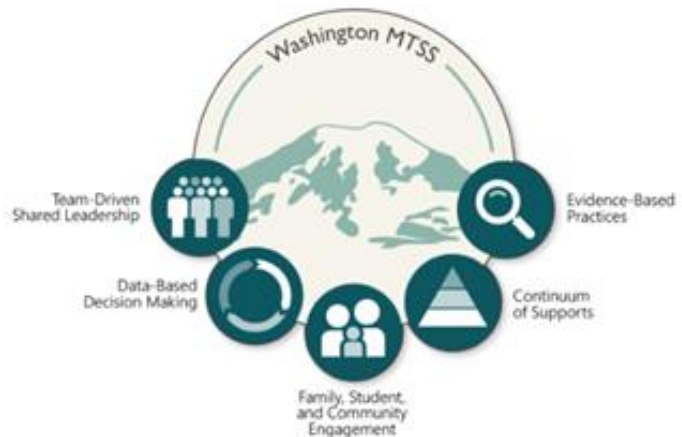 Washington MTSS
Team-Driven
Shared Leadership
Evidence-Based
Practices
Data-Based
Decision Making
Continuum
of Supports
Family, Student,
and Community
Engagement